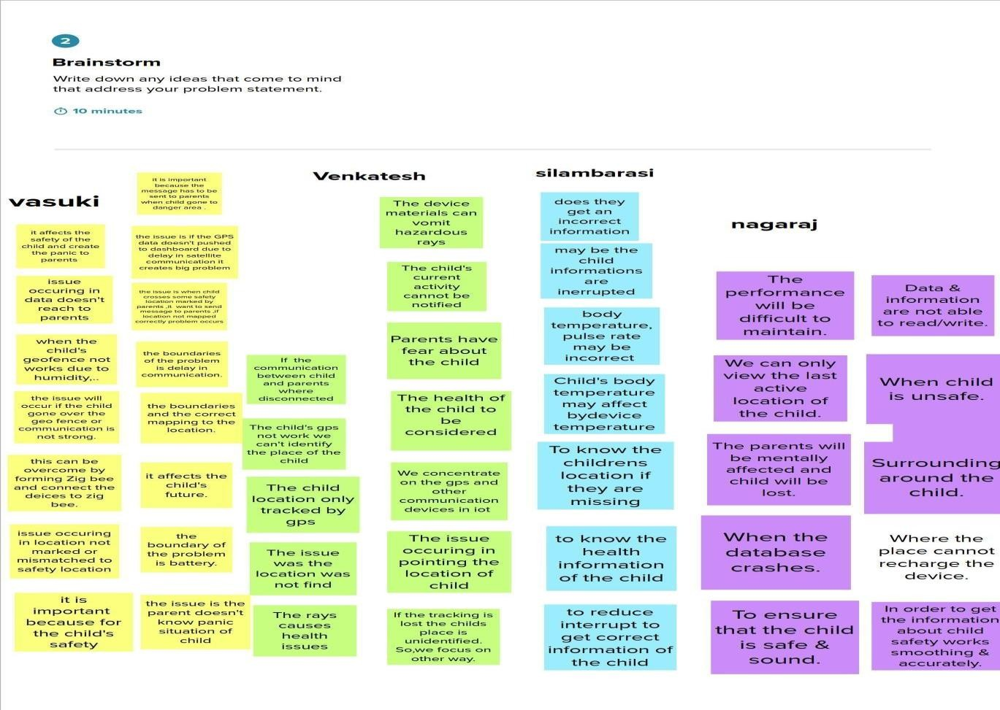 2
Brainstorm
Write down any ideas that come to mind
that address your problem statement.
10 minutes
vasuki
it affects the
safety of the
child and create
the panic to
parents
issue
occuring in
data doesn't
reach to
parents
when the
child's
geofence not
works due to
humidity,..
the issue will
occur if the child
gone over the
geo fence or
communication is
not strong.
this can be
overcome by
forming Zig bee
and connect the
deices to zig
bee.
issue occuring
in location not
marked or
mismatched to
safety location
it is
important
because for
the child's
safety
it is important
because the
message has to be
sent to parents
when child gone to
danger area .
the issue is if the GPS
data doesn't pushed
to dashboard due to
delay in satellite
communication it
creates big problem
the issue is when child
crosses some safety
location marked by
parents ,it want to send
message to parents ,if
location not mapped
correctly problem occurs
the boundaries
of the problem
is delay in
communication.
the boundaries
and the correct
mapping to the
location.
it affects the
child's
future.
the
boundary of
the problem
is battery.
the issue is the
parent doesn't
know panic
situation of
child
Venkatesh
If the
communication
between child
and parents
where
disconnected
The child's gps
not work we
can't identify
the place of the
child
The child
location only
tracked by
gps
The issue
was the
location was
not find
The rays
causes
health
issues
The device
materials can
vomit
hazardous
rays
The child's
current
activity
cannot be
notified
Parents have
fear about
the child
The health of
the child to
be
considered
We concentrate
on the gps and
other
communication
devices in iot
The issue
occuring in
pointing the
location of
child
If the tracking is
lost the childs
place is
unidentified.
So,we focus on
other way.
silambarasi
does they
get an
incorrect
information
may be the
child
informations
are
inerrupted
body
temperature,
pulse rate
may be
incorrect
Child's body
temperature
may affect
bydevice
temperature
To know the
childrens
location if
they are
missing
to know the
health
information
of the child
to reduce
interrupt to
get correct
information of
the child
nagaraj
The
performance
will be
difficult to
maintain.
We can only
view the last
active
location of
the child.
The parents will
be mentally
affected and
child will be
lost.
When the
database
crashes.
To ensure
that the child
is safe &
sound.
Data &
information
are not able
to read/write.
When child
is unsafe.
Surrounding
around the
child.
Where the
place cannot
recharge the
device.
In order to get
the information
about child
safety works
smoothing &
accurately.